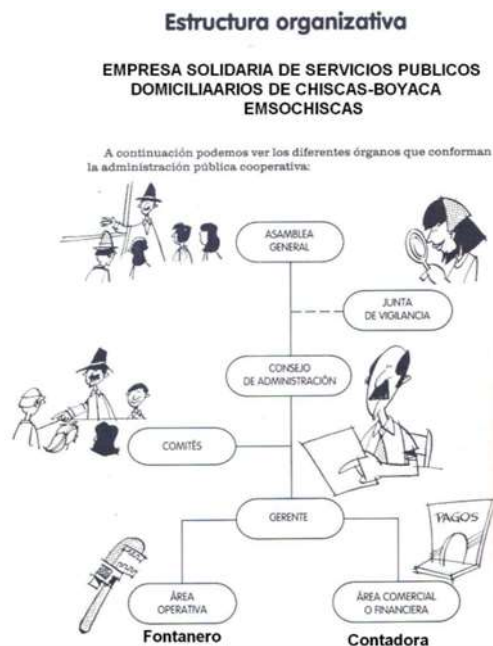 Estructura organizativa
EMPRESA SOLIDARIA DE SERVICIOS PUBLICOS
DOMICILIAARIOS DE CHISCAS-BOYACA
EMSOCHISCAS
A continuación podemos ver los diferentes órganos que conforman
la administración pública cooperativa:
ASAMBLEA
GENERAL
JUNTA
DE VIGILANCIA
CONSEJO
DE ADMINISTRACIÓN
COMITÉS
GERENTE
PAGOS
ÁREA
OPERATIVA
ÁREA COMERCIAL
O FINANCIERA
Fontanero
Contadora